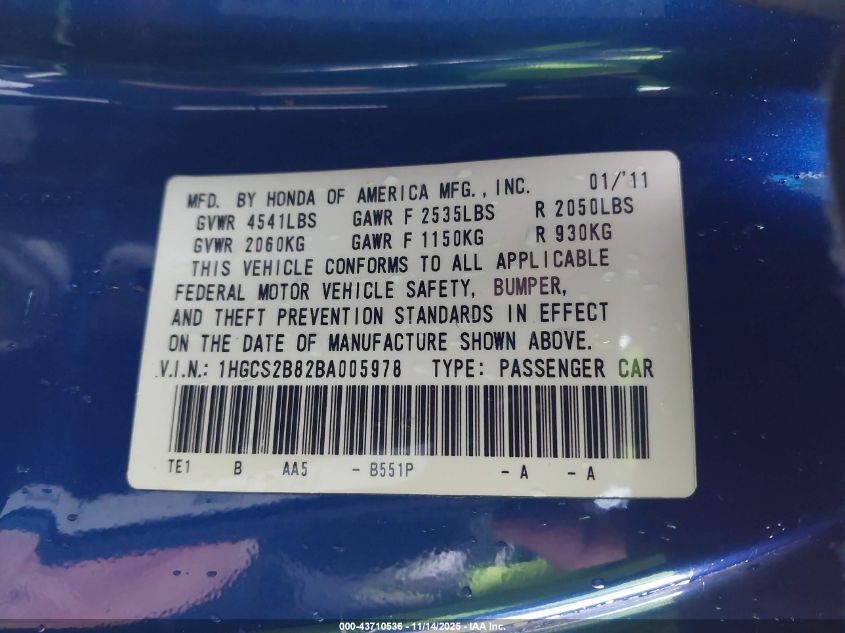 MFD. BY HONDA OF AMERICA MFG., INC. 01/'11
GVWR 4541LBS GAWR F 2535LBS R 2050LBS
GVWR 2060KG GAWR F 1150KG R 930KG
THIS VEHICLE CONFORMS TO ALL APPLICABLE
FEDERAL MOTOR VEHICLE SAFETY, BUMPER,
AND THEFT PREVENTION STANDARDS IN EFFECT
ON THE DATE OF MANUFACTURE SHOWN ABOVE.
V.I.N.: 1HGCS2B82BA005978 TYPE: PASSENGER CAR
TE1 B AA5 - B551P - A - A
000-43710536 | 11/14/2025 | IAA Inc.